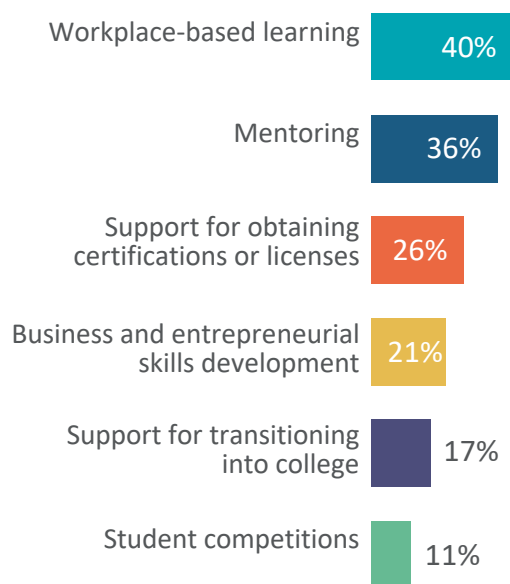 Workplace-based learning
40%
Mentoring
36%
Support for obtaining
certifications or licenses
26%
Business and entrepreneurial
skills development
21%
Support for transitioning
into college
17%
Student competitions
11%